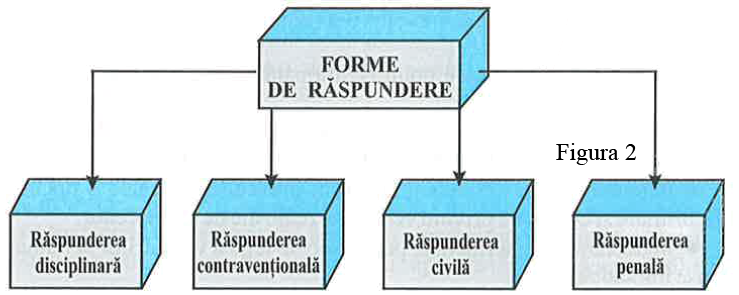 FORME
DE RĂSPUNDERE
Figura 2
Răspunderea
disciplinară
Răspunderea
contravențională
Răspunderea
civilă
Răspunderea
penală